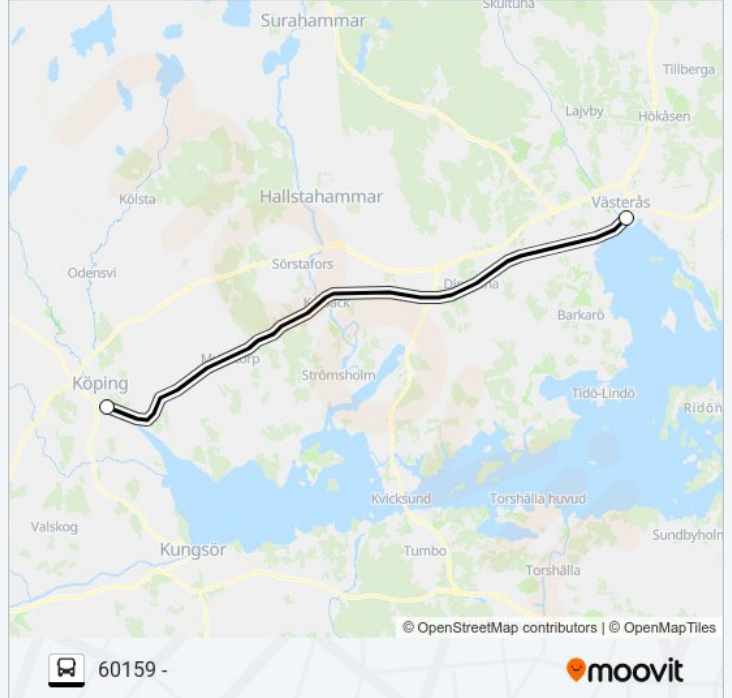 Skultuna
Surahammar
Tillberga
Lajvby
Hökåsen
Kölsta
Hallstahammar
Västerås
Sörstafors
Odensvi
Barkarö
Köping
Strömsholm
Tidö-Lindö
Ridön
Kvicksund
Torshälla huvud
Valskog
Kungsör
Tumbo
Sundbyholm
Torshälla
© OpenStreetMap contributors | © OpenMapTiles
60159 -
moovit